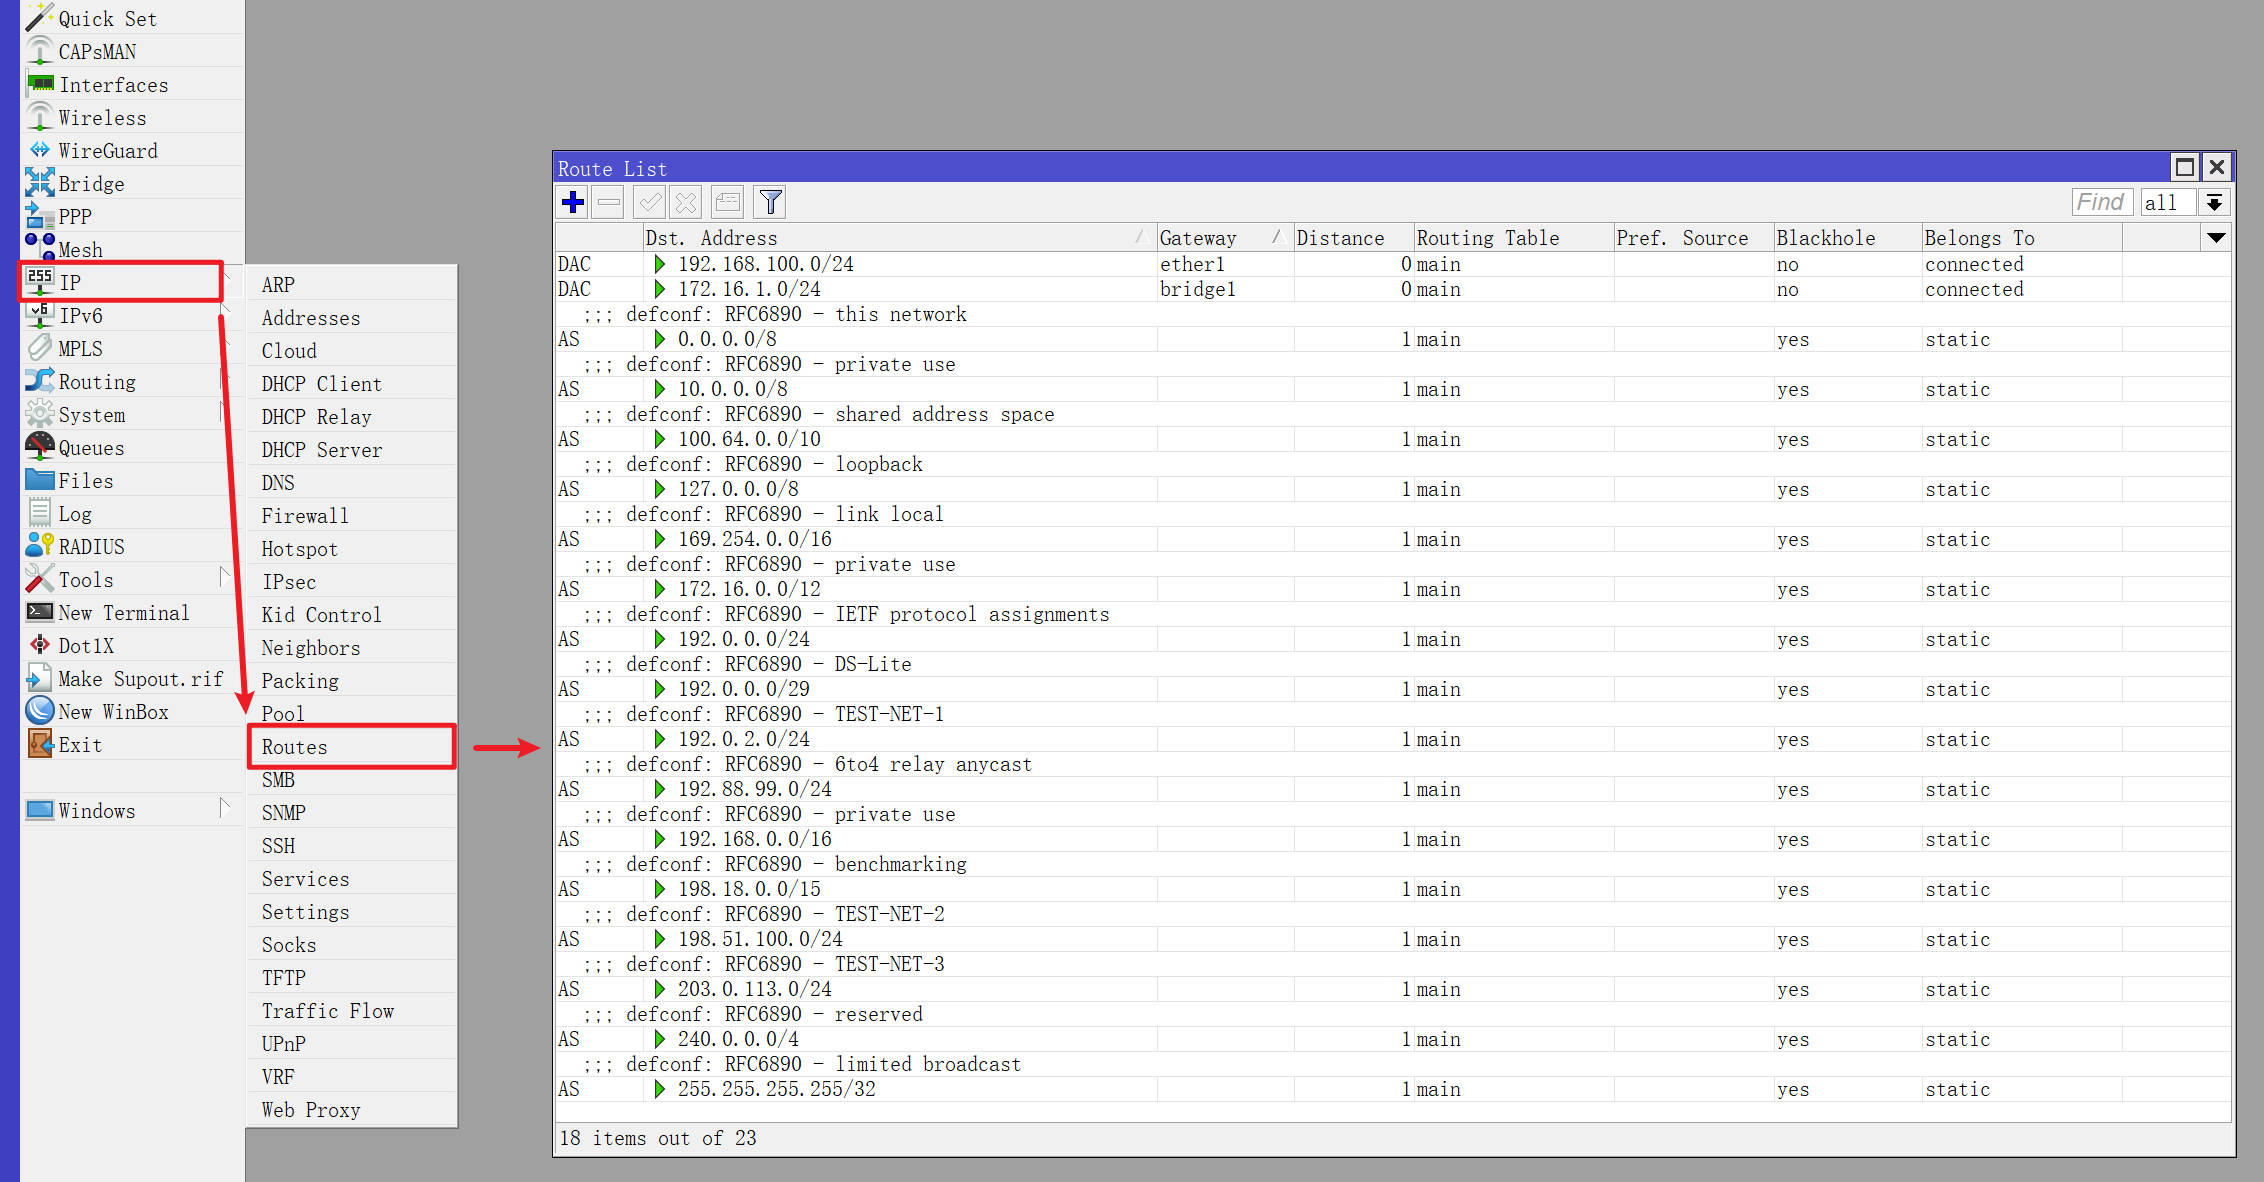 Quick Set
CAPsMAN
Interfaces
Wireless
WireGuard
Bridge
PPP
Mesh
255 IP
v6 IPv6
MPLS
Routing
System
Queues
Files
Log
RADIUS
Tools
New Terminal
Dot1X
Make Supout.rif
New WinBox
Exit
Windows
ARP
Addresses
Cloud
DHCP Client
DHCP Relay
DHCP Server
DNS
Firewall
Hotspot
IPsec
Kid Control
Neighbors
Packing
Pool
Routes
SMB
SNMP
SSH
Services
Settings
Socks
TFTP
Traffic Flow
UPnP
VRF
Web Proxy
Route List
Find all
Dst. Address Gateway Distance Routing Table Pref. Source Blackhole Belongs To
DAC 192.168.100.0/24 ether1 0 main no connected
DAC 172.16.1.0/24 bridge1 0 main no connected
;;; defconf: RFC6890 - this network
AS 0.0.0.0/8 1 main yes static
;;; defconf: RFC6890 - private use
AS 10.0.0.0/8 1 main yes static
;;; defconf: RFC6890 - shared address space
AS 100.64.0.0/10 1 main yes static
;;; defconf: RFC6890 - loopback
AS 127.0.0.0/8 1 main yes static
;;; defconf: RFC6890 - link local
AS 169.254.0.0/16 1 main yes static
;;; defconf: RFC6890 - private use
AS 172.16.0.0/12 1 main yes static
;;; defconf: RFC6890 - IETF protocol assignments
AS 192.0.0.0/24 1 main yes static
;;; defconf: RFC6890 - DS-Lite
AS 192.0.0.0/29 1 main yes static
;;; defconf: RFC6890 - TEST-NET-1
AS 192.0.2.0/24 1 main yes static
;;; defconf: RFC6890 - 6to4 relay anycast
AS 192.88.99.0/24 1 main yes static
;;; defconf: RFC6890 - private use
AS 192.168.0.0/16 1 main yes static
;;; defconf: RFC6890 - benchmarking
AS 198.18.0.0/15 1 main yes static
;;; defconf: RFC6890 - TEST-NET-2
AS 198.51.100.0/24 1 main yes static
;;; defconf: RFC6890 - TEST-NET-3
AS 203.0.113.0/24 1 main yes static
;;; defconf: RFC6890 - reserved
AS 240.0.0.0/4 1 main yes static
;;; defconf: RFC6890 - limited broadcast
AS 255.255.255.255/32 1 main yes static
18 items out of 23